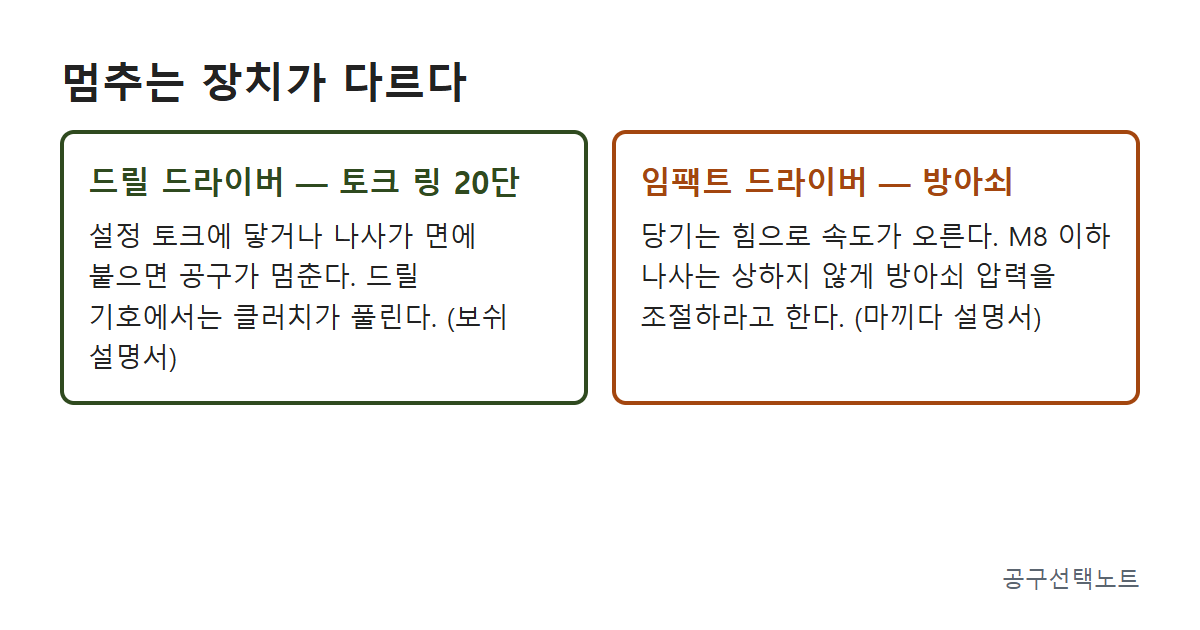 멈추는 장치가 다르다
드릴 드라이버 — 토크 링 20단
설정 토크에 닿거나 나사가 면에
붙으면 공구가 멈춘다. 드릴
기호에서는 클러치가 풀린다. (보쉬
설명서)
임팩트 드라이버 — 방아쇠
당기는 힘으로 속도가 오른다. M8 이하
나사는 상하지 않게 방아쇠 압력을
조절하라고 한다. (마끼다 설명서)
공구선택노트